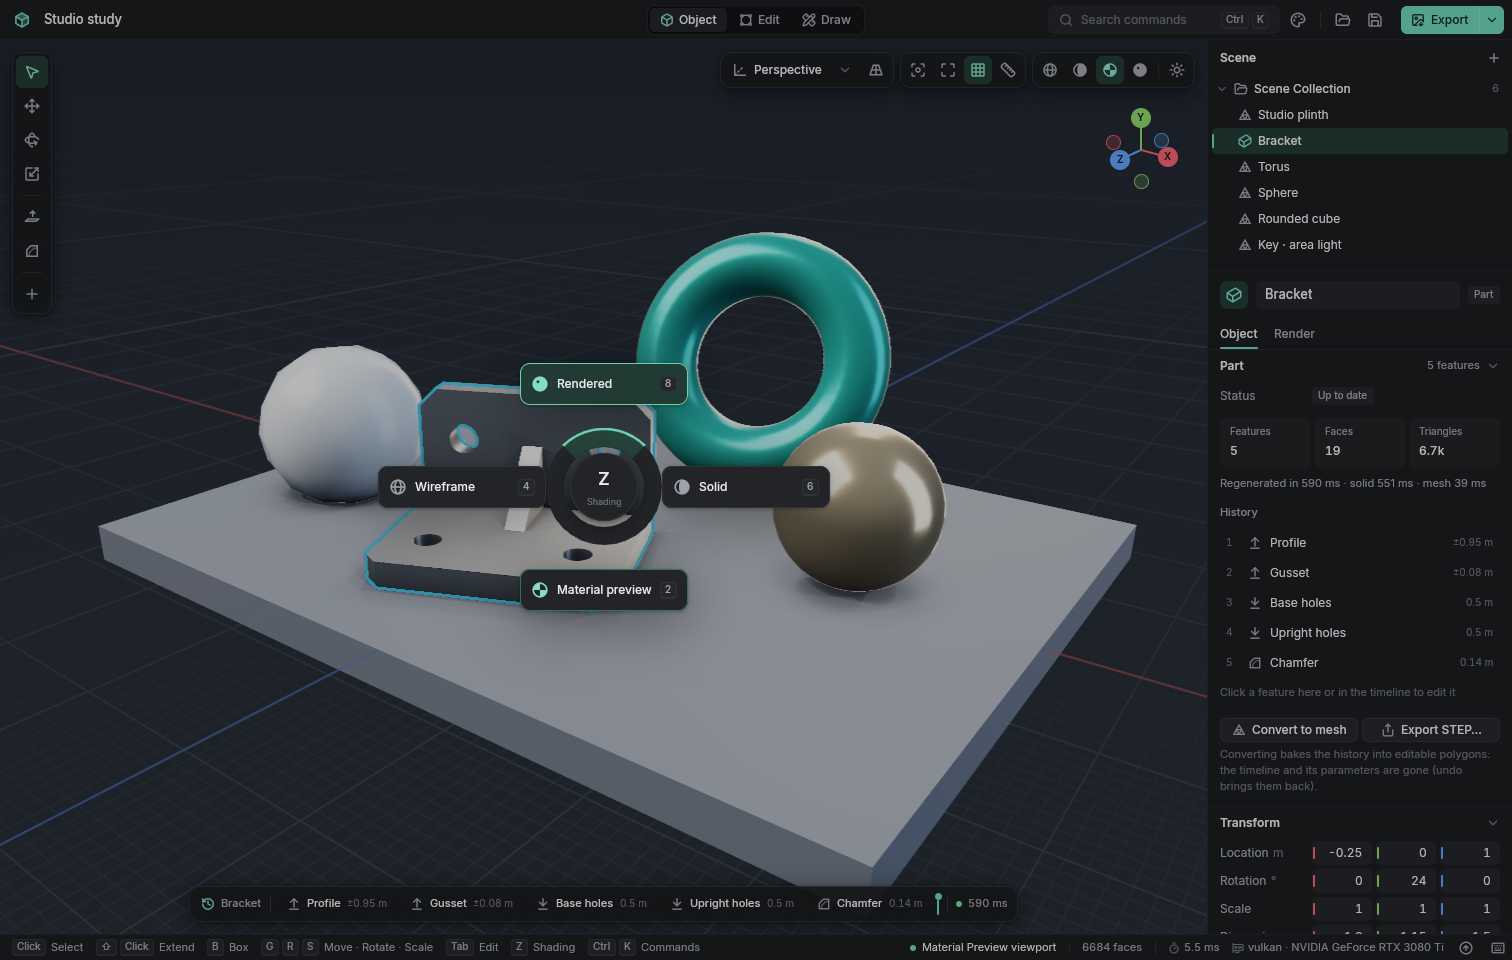 Studio study
Object Edit Draw
Search commands Ctrl K
Export
Perspective
Y
Z X
Scene
Scene Collection 6
Studio plinth
Bracket
Torus
Sphere
Rounded cube
Key · area light
Bracket Part
Object Render
Part 5 features
Status Up to date
Features Faces Triangles
5 19 6.7k
Regenerated in 590 ms · solid 551 ms · mesh 39 ms
History
1 Profile ±0.95 m
2 Gusset ±0.08 m
3 Base holes 0.5 m
4 Upright holes 0.5 m
5 Chamfer 0.14 m
Click a feature here or in the timeline to edit it
Convert to mesh Export STEP...
Converting bakes the history into editable polygons:
the timeline and its parameters are gone (undo
brings them back).
Transform
Location m -0.25 0 1
Rotation ° 0 24 0
Scale 1 1 1
Rendered 8
Wireframe 4
Z
Shading
Solid 6
Material preview 2
Bracket Profile ±0.95 m Gusset ±0.08 m Base holes 0.5 m Upright holes 0.5 m Chamfer 0.14 m 590 ms
Click Select ⇧ Click Extend B Box G R S Move · Rotate · Scale Tab Edit Z Shading Ctrl K Commands Material Preview viewport 6684 faces 5.5 ms vulkan · NVIDIA GeForce RTX 3080 Ti